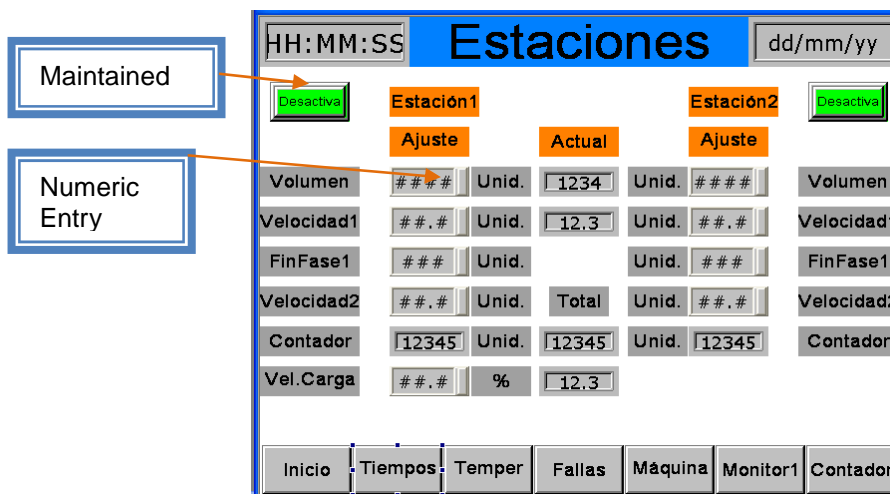 HH:MM:SS Estaciones dd/mm/yy
Maintained
Desactiva Estación1 Estación2 Desactiva
Ajuste Actual Ajuste
Numeric
Entry
Volumen #### Unid. 1234 Unid. #### Volumen
Velocidad1 ##.# Unid. 12.3 Unid. ##.# Velocidad1
FinFase1 ### Unid. Unid. ### FinFase1
Velocidad2 ##.# Unid. Total Unid. ##.# Velocidad2
Contador 12345 Unid. 12345 Unid. 12345 Contador
Vel.Carga ##.# % 12.3
Inicio Tiempos Temper Fallas Máquina Monitor1 Contador